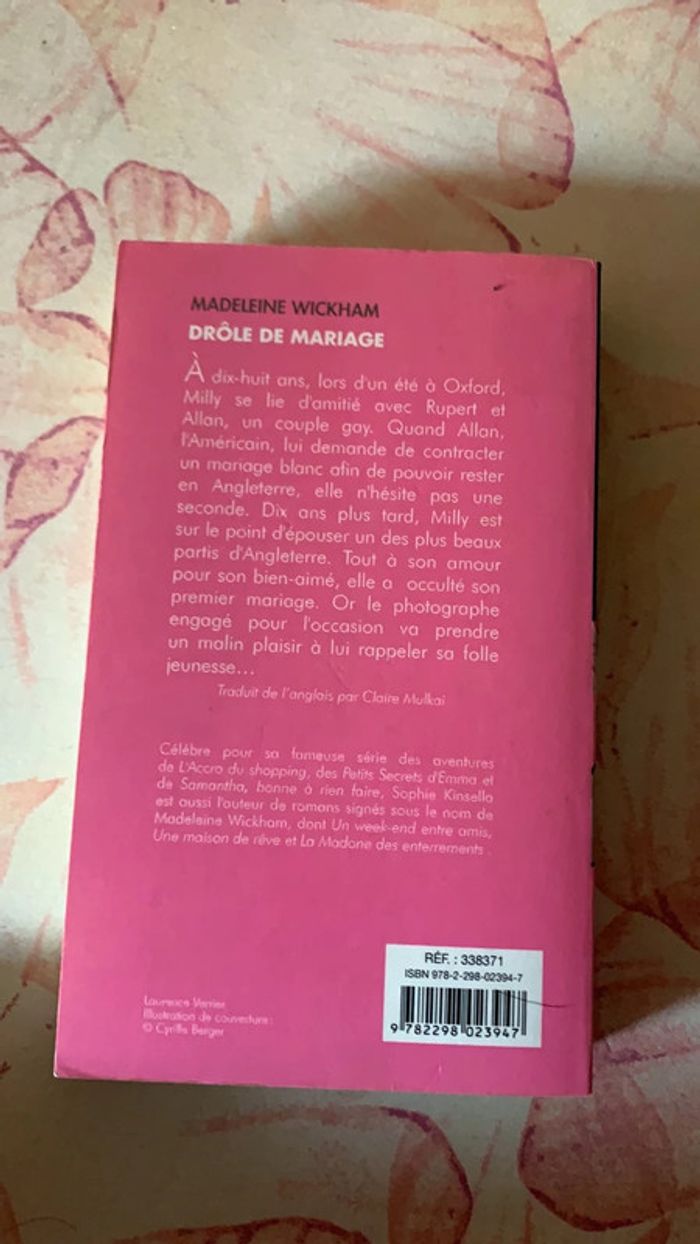 MADELEINE WICKHAM
DRÔLE DE MARIAGE
À dix-huit ans, lors d'un été à Oxford,
Milly se lie d'amitié avec Rupert et
Allan, un couple gay. Quand Allan,
l'Américain, lui demande de contracter
un mariage blanc afin de pouvoir rester
en Angleterre, elle n'hésite pas une
seconde. Dix ans plus tard, Milly est
sur le point d'épouser un des plus beaux
partis d'Angleterre. Tout à son amour
pour son bien-aimé, elle a occulté son
premier mariage. Or le photographe
engagé pour l'occasion va prendre
un malin plaisir à lui rappeler sa folle
jeunesse...
Traduit de l'anglais par Claire Mulkai
Célèbre pour sa fameuse série des aventures
de L'Accro du shopping, des Petits Secrets d'Emma et
de Samantha, bonne à rien faire, Sophie Kinsella
est aussi l'auteur de romans signés sous le nom de
Madeleine Wickham, dont Un week-end entre amis,
Une maison de rêve et La Madone des enterrements.
RÉF. : 338371
ISBN 978-2-298-02394-7
9 782298 023947
Laurence Verrier
Illustration de couverture :
© Cyrille Berger